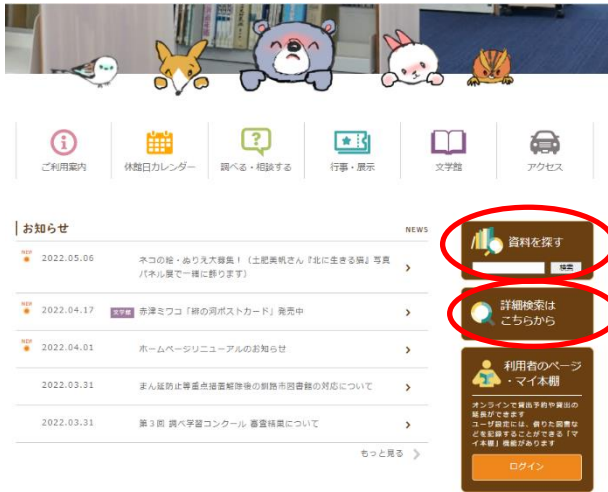 ご利用案内
休館日カレンダー
調べる・相談する
行事・展示
文学館
アクセス
お知らせ
NEWS
NEW
2022.05.06
ネコの絵・ぬりえ大募集！（土肥美帆さん『北に生きる猫』写真
パネル展で一緒に飾ります）
NEW
2022.04.17
文学館
赤津ミワコ「綿の河ポストカード」発売中
NEW
2022.04.01
ホームページリニューアルのお知らせ
2022.03.31
まん延防止等重点措置解除後の釧路市図書館の対応について
2022.03.31
第3回 調べ学習コンクール 審査結果について
もっと見る
資料を探す
検索
詳細検索は
こちらから
利用者のページ
・マイ本棚
オンラインで貸出予約や貸出の
延長ができます
ユーザ設定には、借りた図書な
どを記録することができる「マ
イ本棚」機能があります
ログイン